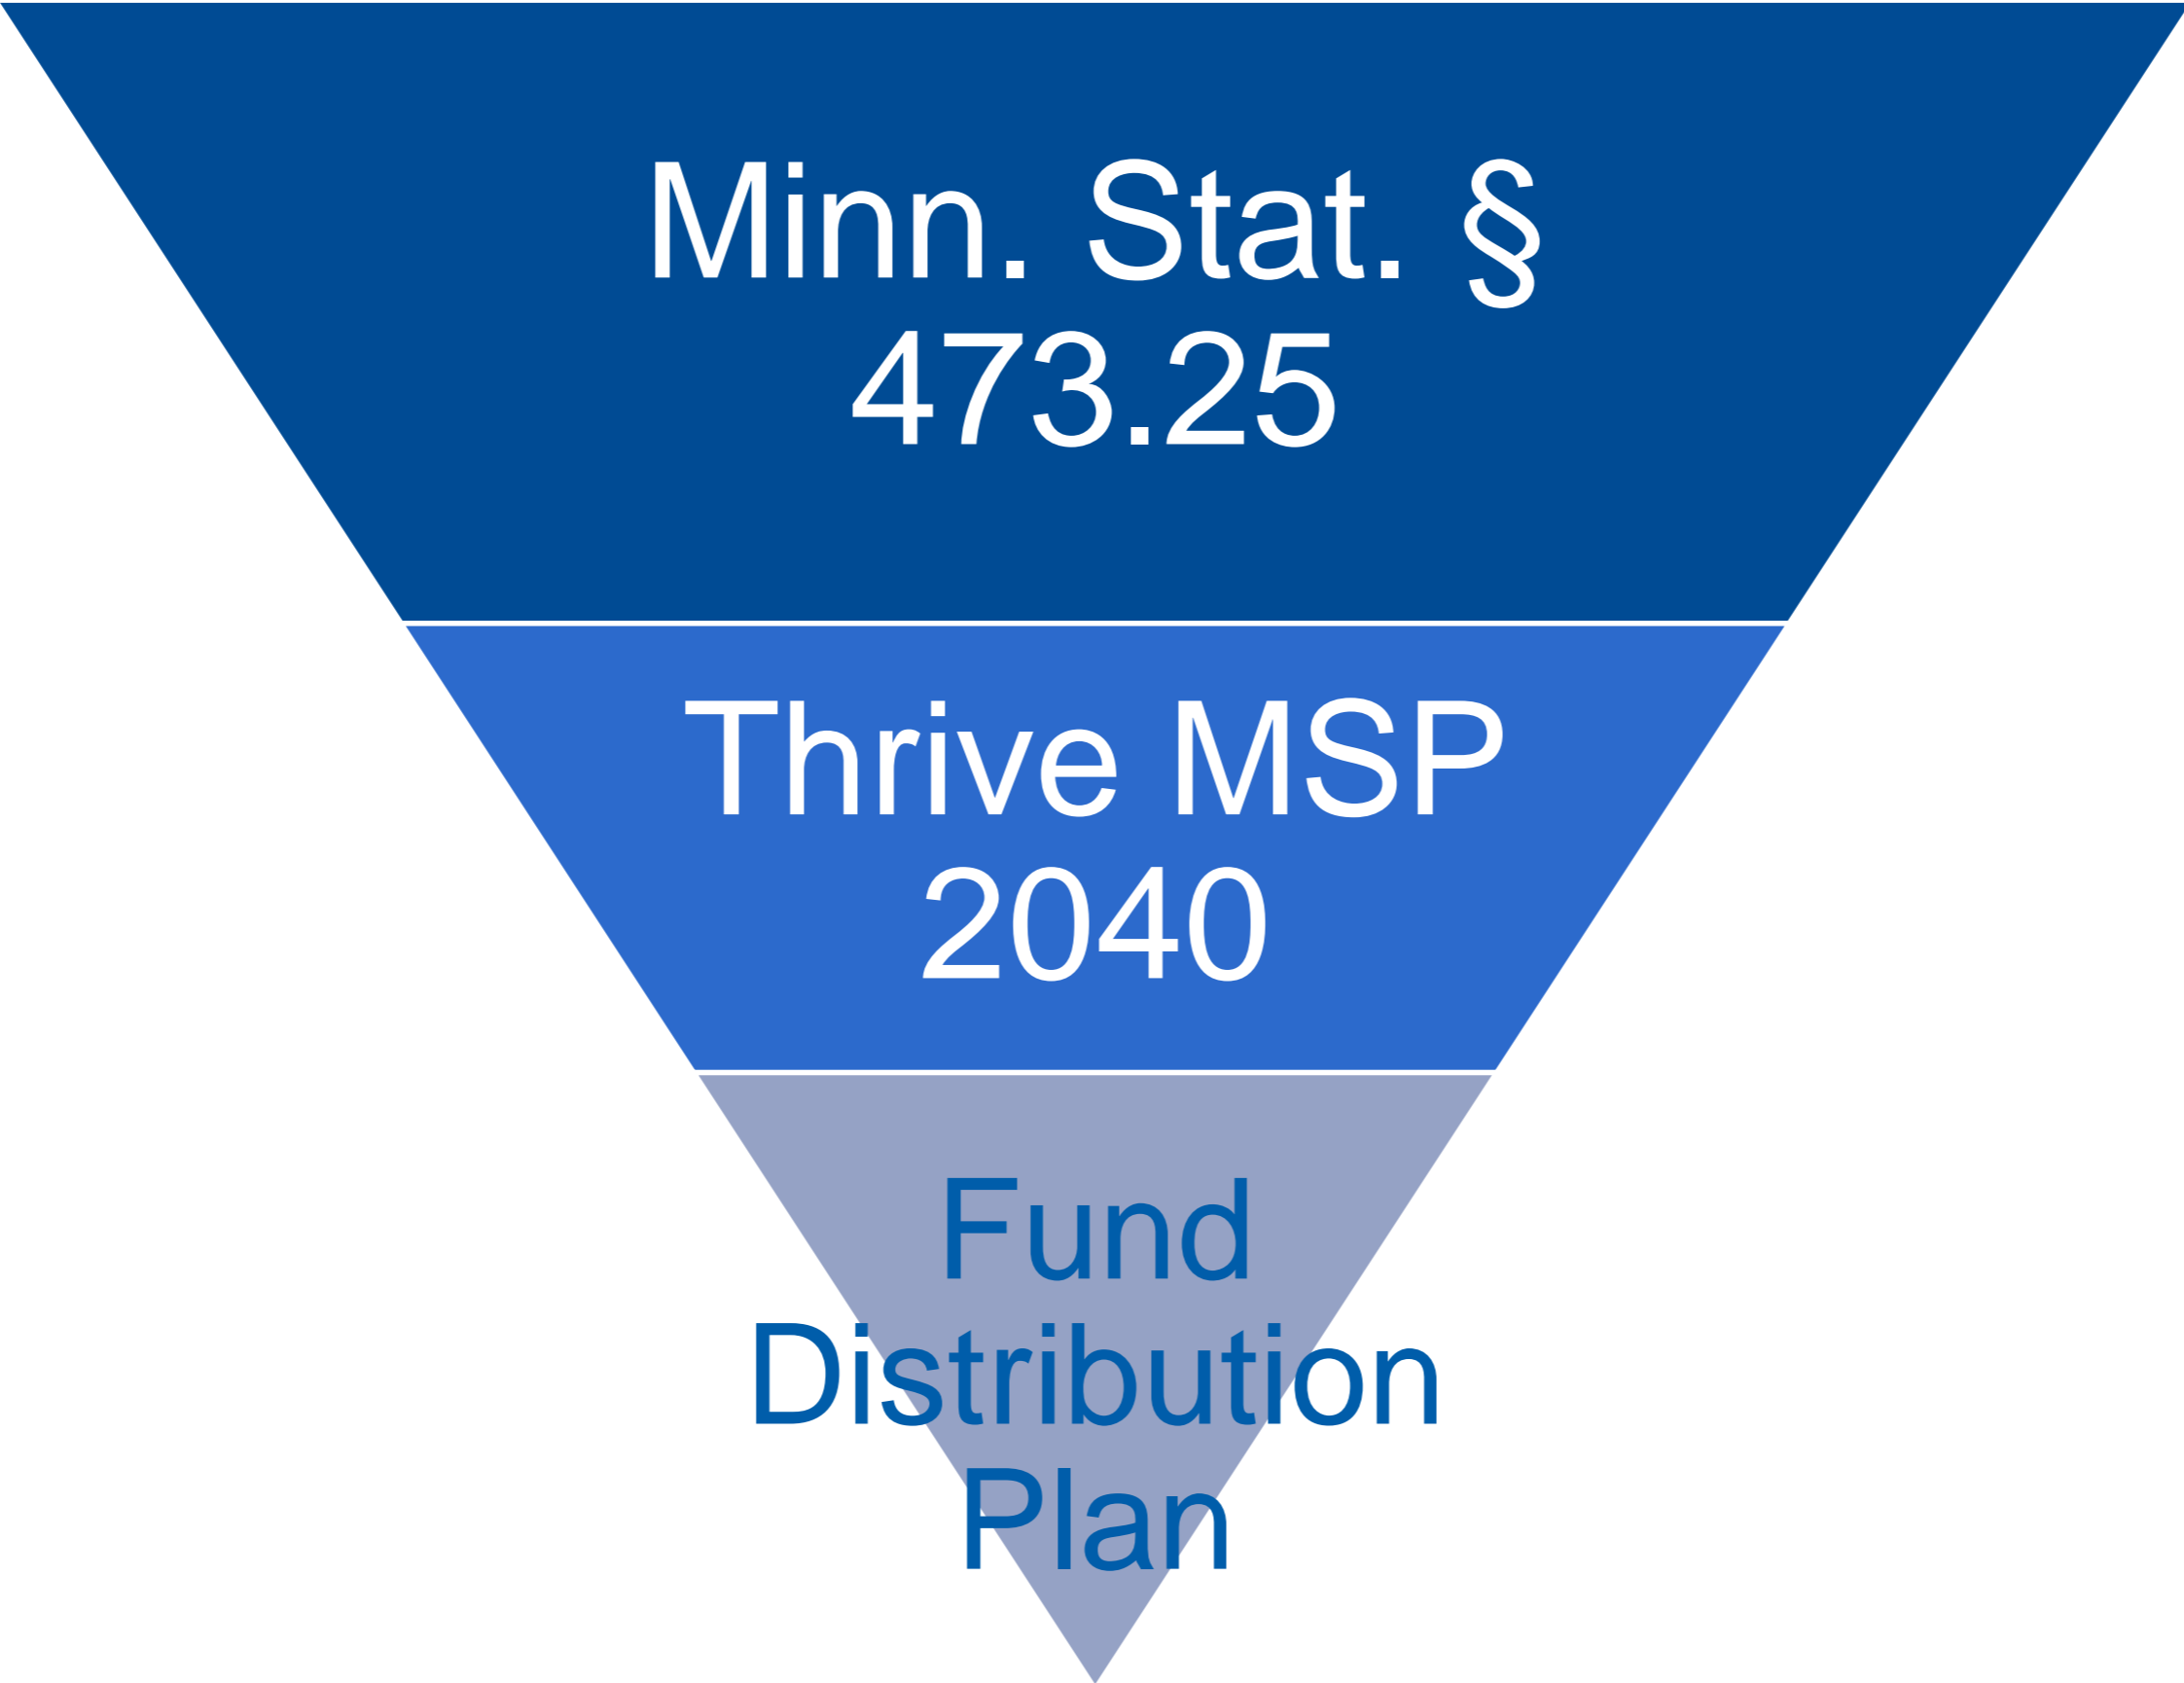 Minn. Stat. §
473.25
Thrive MSP
2040
Fund
Distribution
Plan